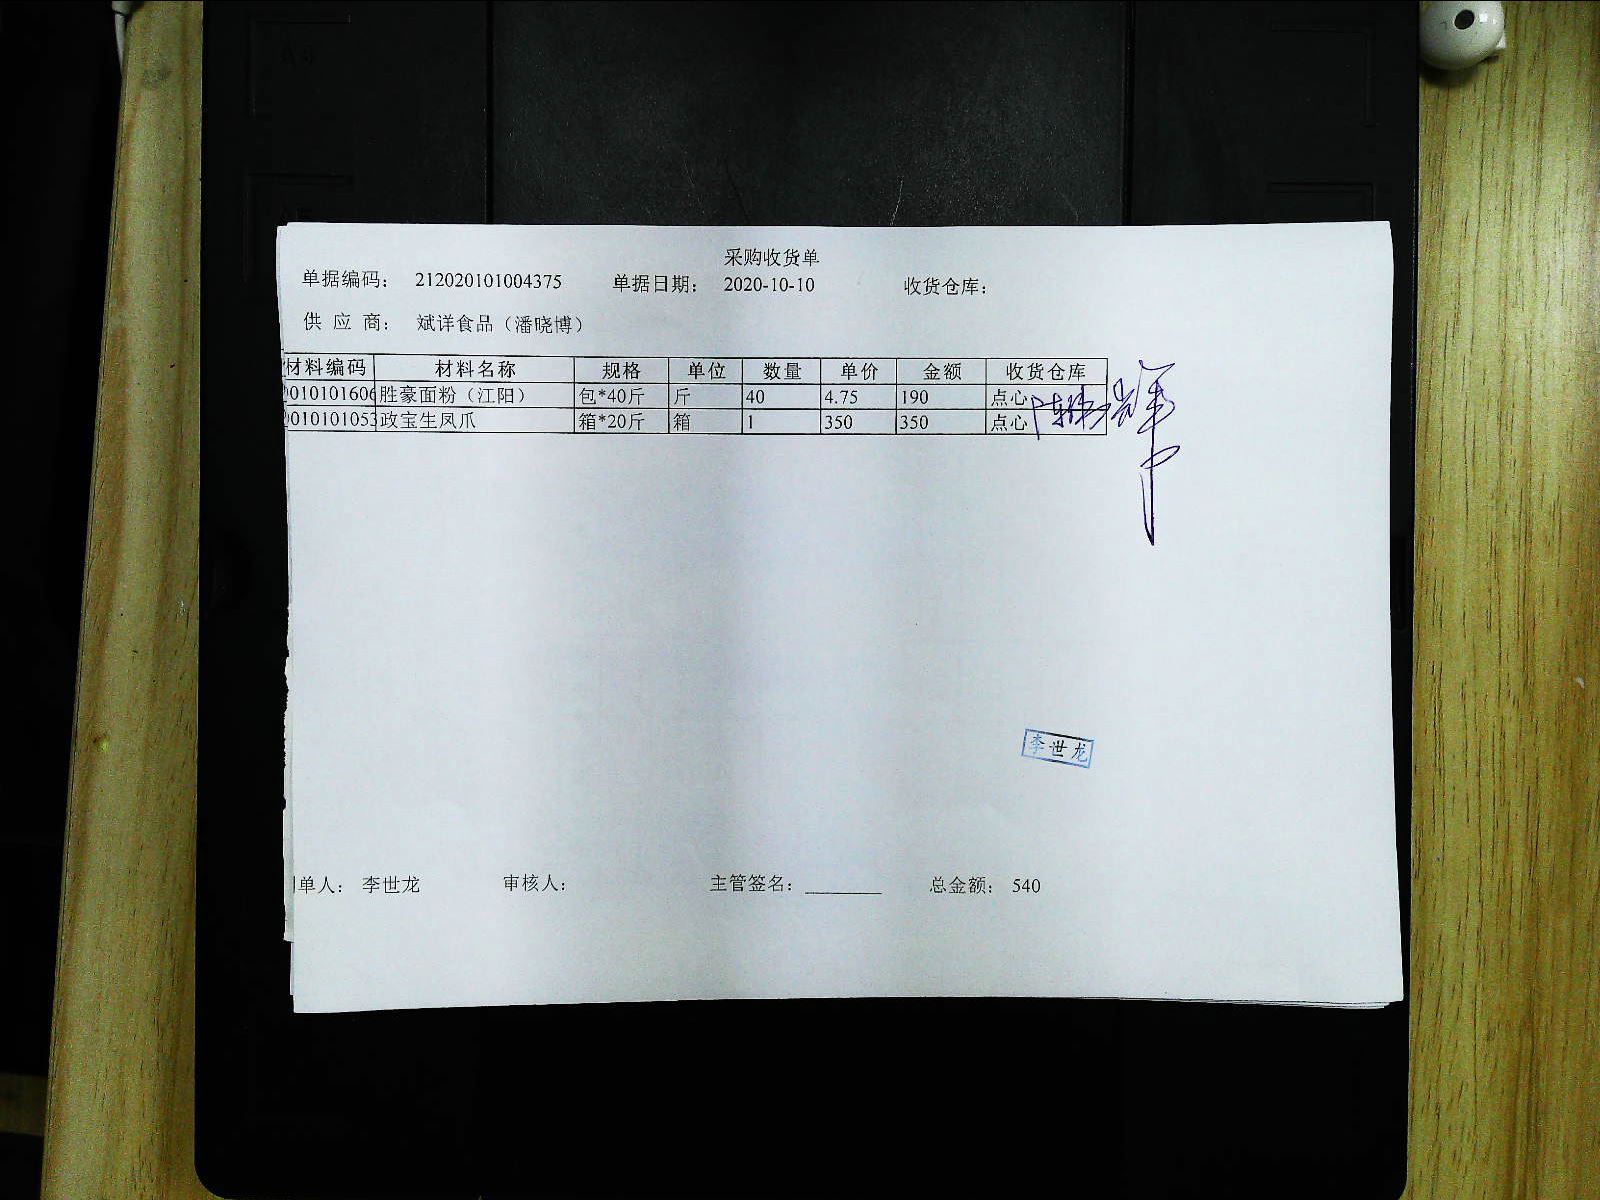 采购收货单
单据编码： 212020101004375 单据日期： 2020-10-10 收货仓库：
供 应 商： 斌详食品（潘晓博）
材料编码 材料名称 规格 单位 数量 单价 金额 收货仓库
0010101606 胜豪面粉（江阳） 包*40斤 斤 40 4.75 190 点心
0010101053 政宝生凤爪 箱*20斤 箱 1 350 350 点心
李世龙
单人： 李世龙 审核人： 主管签名：________ 总金额： 540